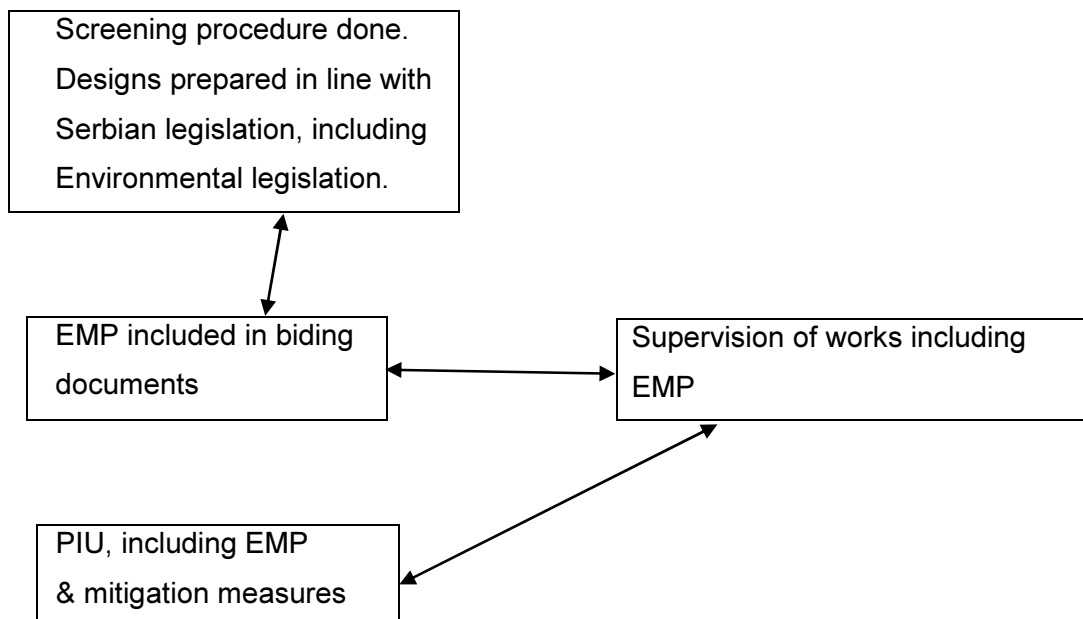 Screening procedure done.
Designs prepared in line with
Serbian legislation, including
Environmental legislation.
EMP included in biding
documents
Supervision of works including
EMP
PIU, including EMP
& mitigation measures